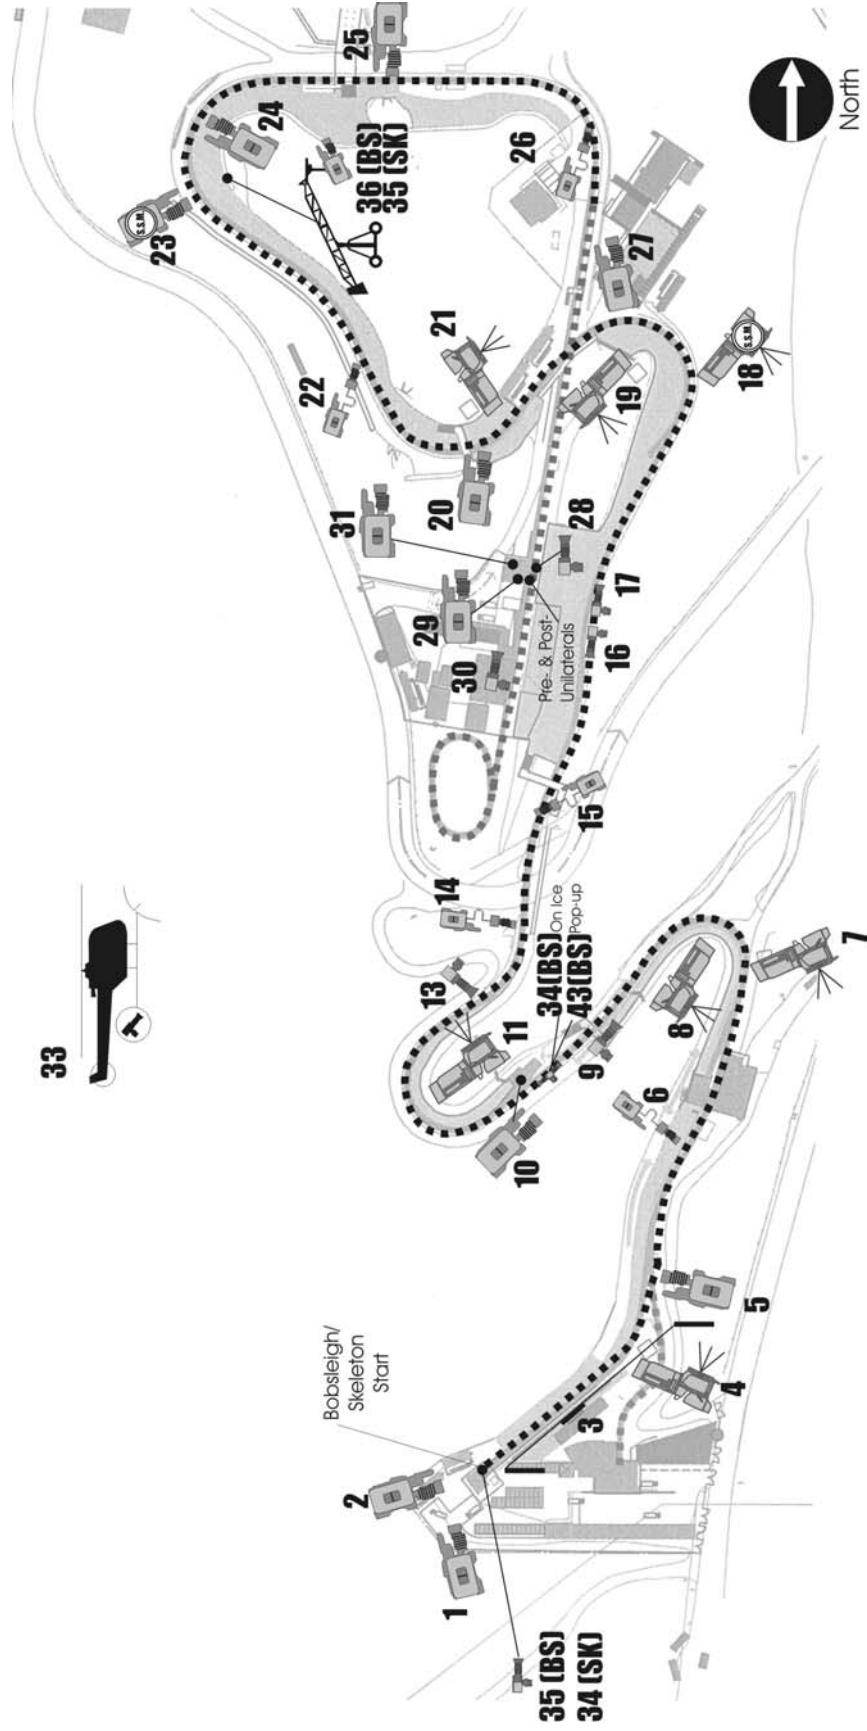 33
25
24
36 (BS)
35 (SK)
S.S.M
23
26
27
22
21
S.S.M
18
19
31
20
28
29
17
Pre- & Post-
Unilaterals
30
16
15
14
On Ice
Pop-up
34(BS)
43(BS)
13
11
9
8
7
10
6
5
Bobsleigh/
Skeleton
Start
4
3
2
1
35 (BS)
34 (SK)
North